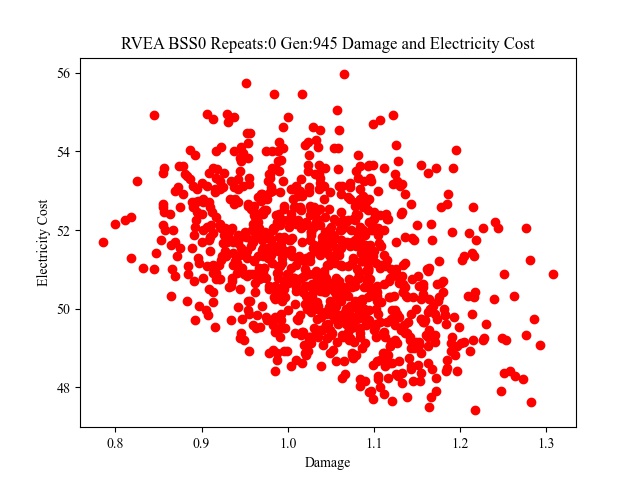 RVEA BSS0 Repeats:0 Gen:945 Damage and Electricity Cost
56
54
52
50
48
Electricity Cost
0.8 0.9 1.0 1.1 1.2 1.3
Damage